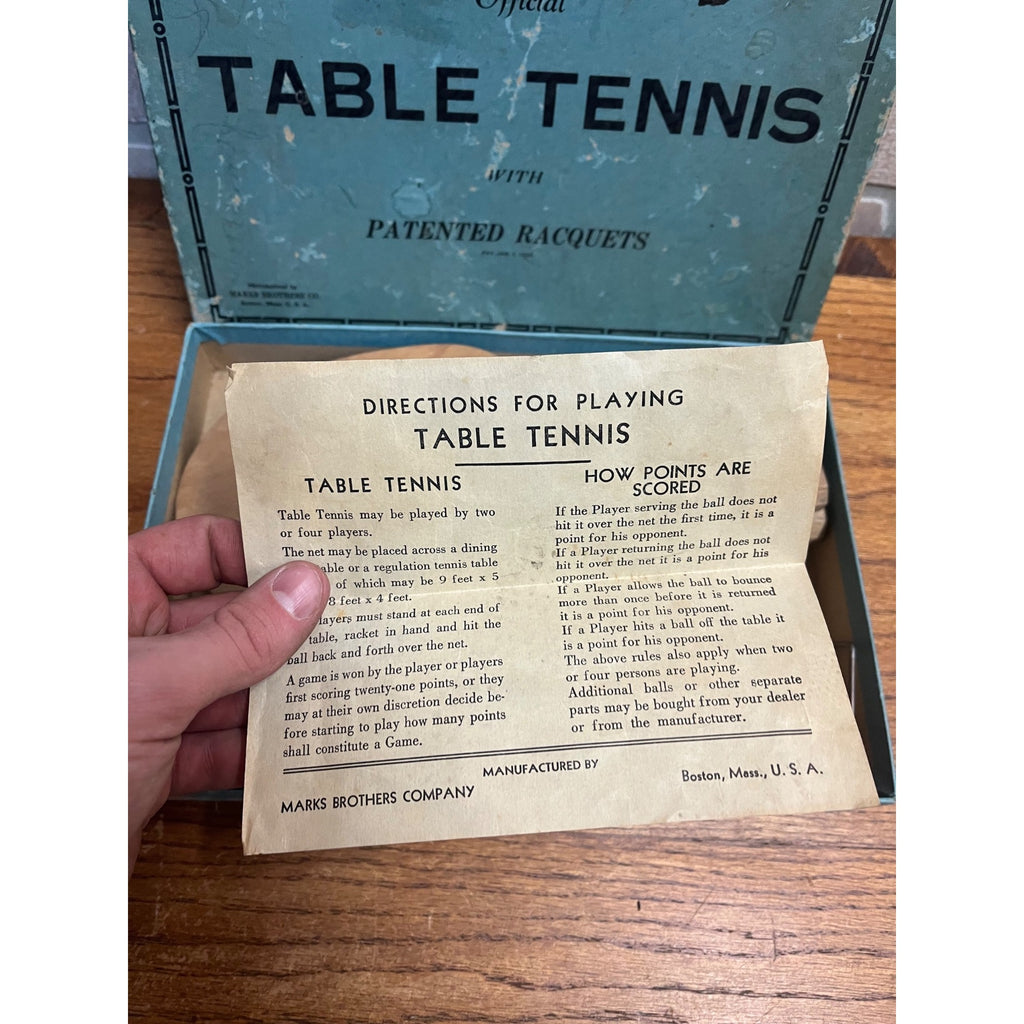 Official
TABLE TENNIS
WITH
PATENTED RACQUETS
MARKS BROTHERS CO.
Boston, Mass. U. S. A.
DIRECTIONS FOR PLAYING
TABLE TENNIS
TABLE TENNIS
Table Tennis may be played by two
or four players.
The net may be placed across a dining
able or a regulation tennis table
of which may be 9 feet x 5
8 feet x 4 feet.
layers must stand at each end of
table, racket in hand and hit the
ball back and forth over the net.
A game is won by the player or players
first scoring twenty-one points, or they
may at their own discretion decide be-
fore starting to play how many points
shall constitute a Game.
HOW POINTS ARE
SCORED
If the Player serving the ball does not
hit it over the net the first time, it is a
point for his opponent.
If a Player returning the ball does not
hit it over the net it is a point for his
opponent.
If a Player allows the ball to bounce
more than once before it is returned
it is a point for his opponent.
If a Player hits a ball off the table it
is a point for his opponent.
The above rules also apply when two
or four persons are playing.
Additional balls or other separate
parts may be bought from your dealer
or from the manufacturer.
MANUFACTURED BY
MARKS BROTHERS COMPANY
Boston, Mass., U. S. A.